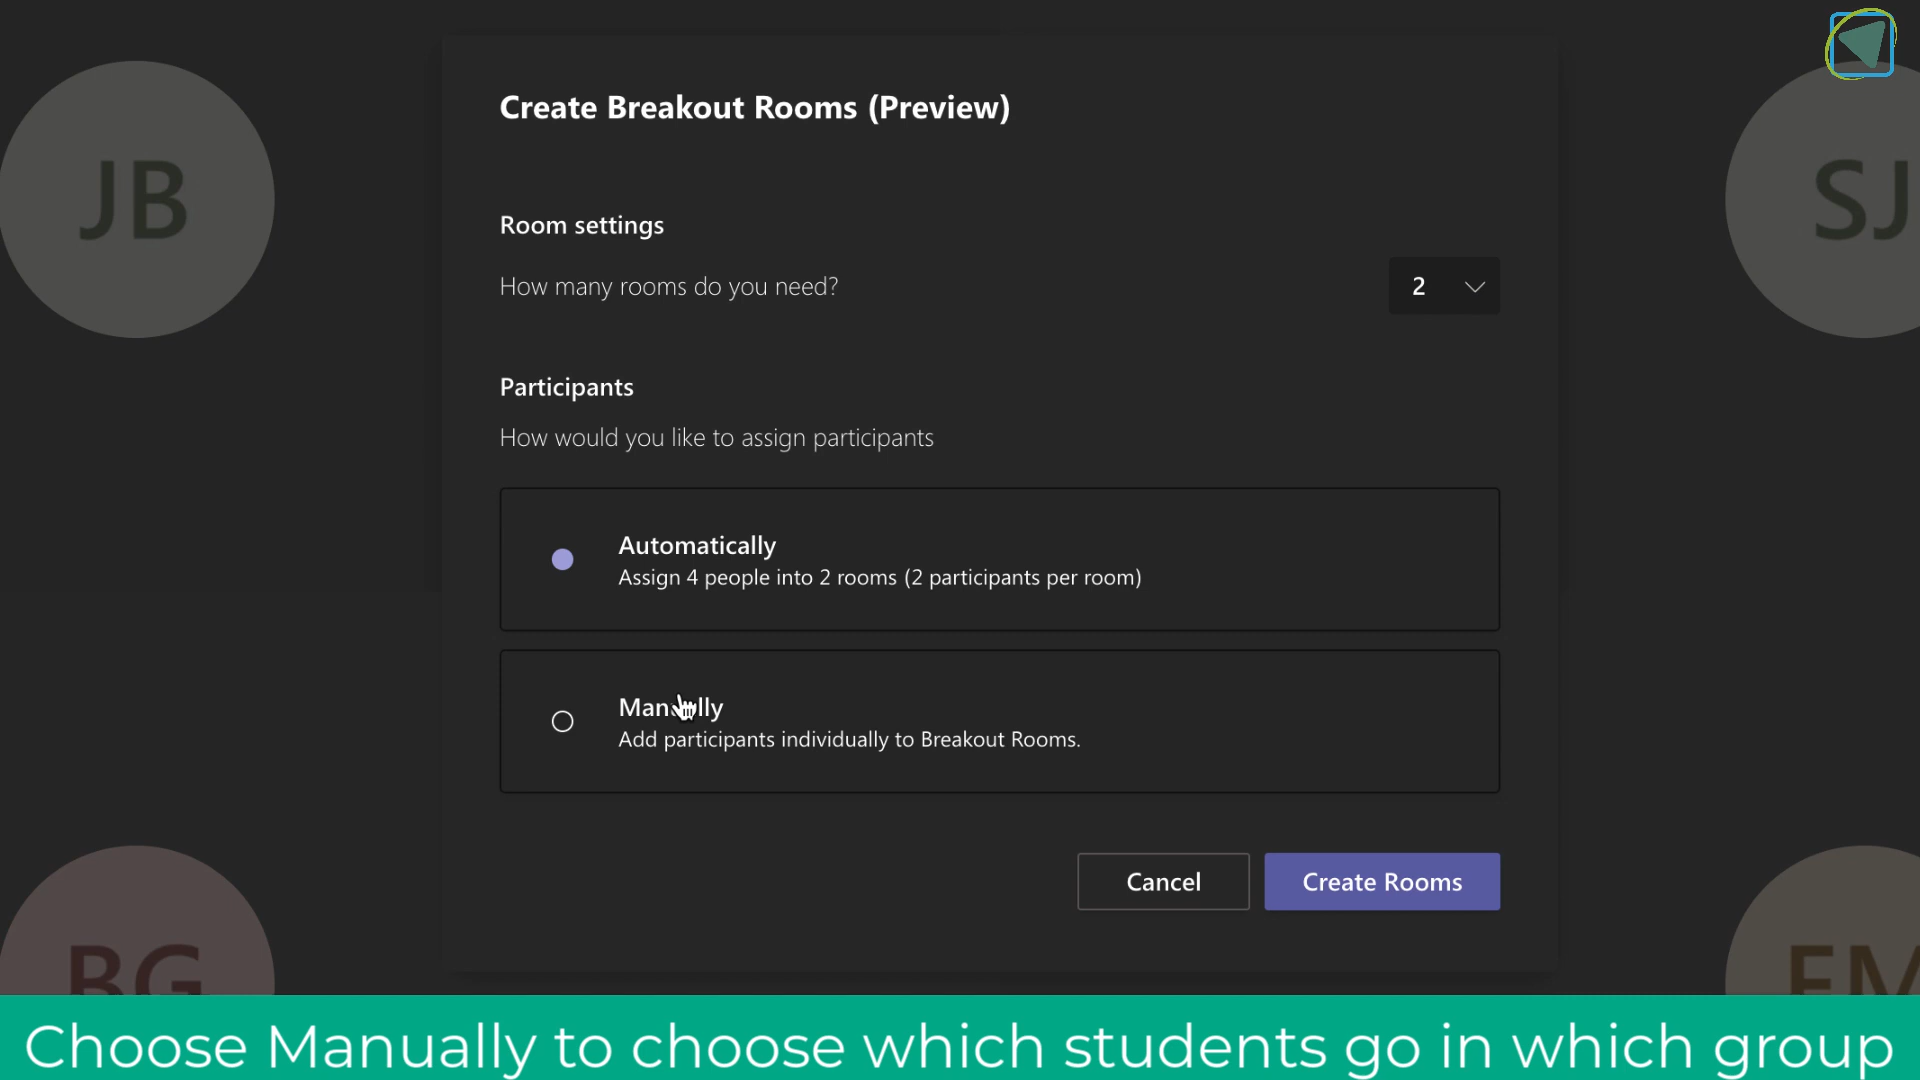 JB
SJ
Create Breakout Rooms (Preview)
Room settings
How many rooms do you need?
2
Participants
How would you like to assign participants
Automatically
Assign 4 people into 2 rooms (2 participants per room)
Manually
Add participants individually to Breakout Rooms.
Cancel
Create Rooms
BG
EM
Choose Manually to choose which students go in which group